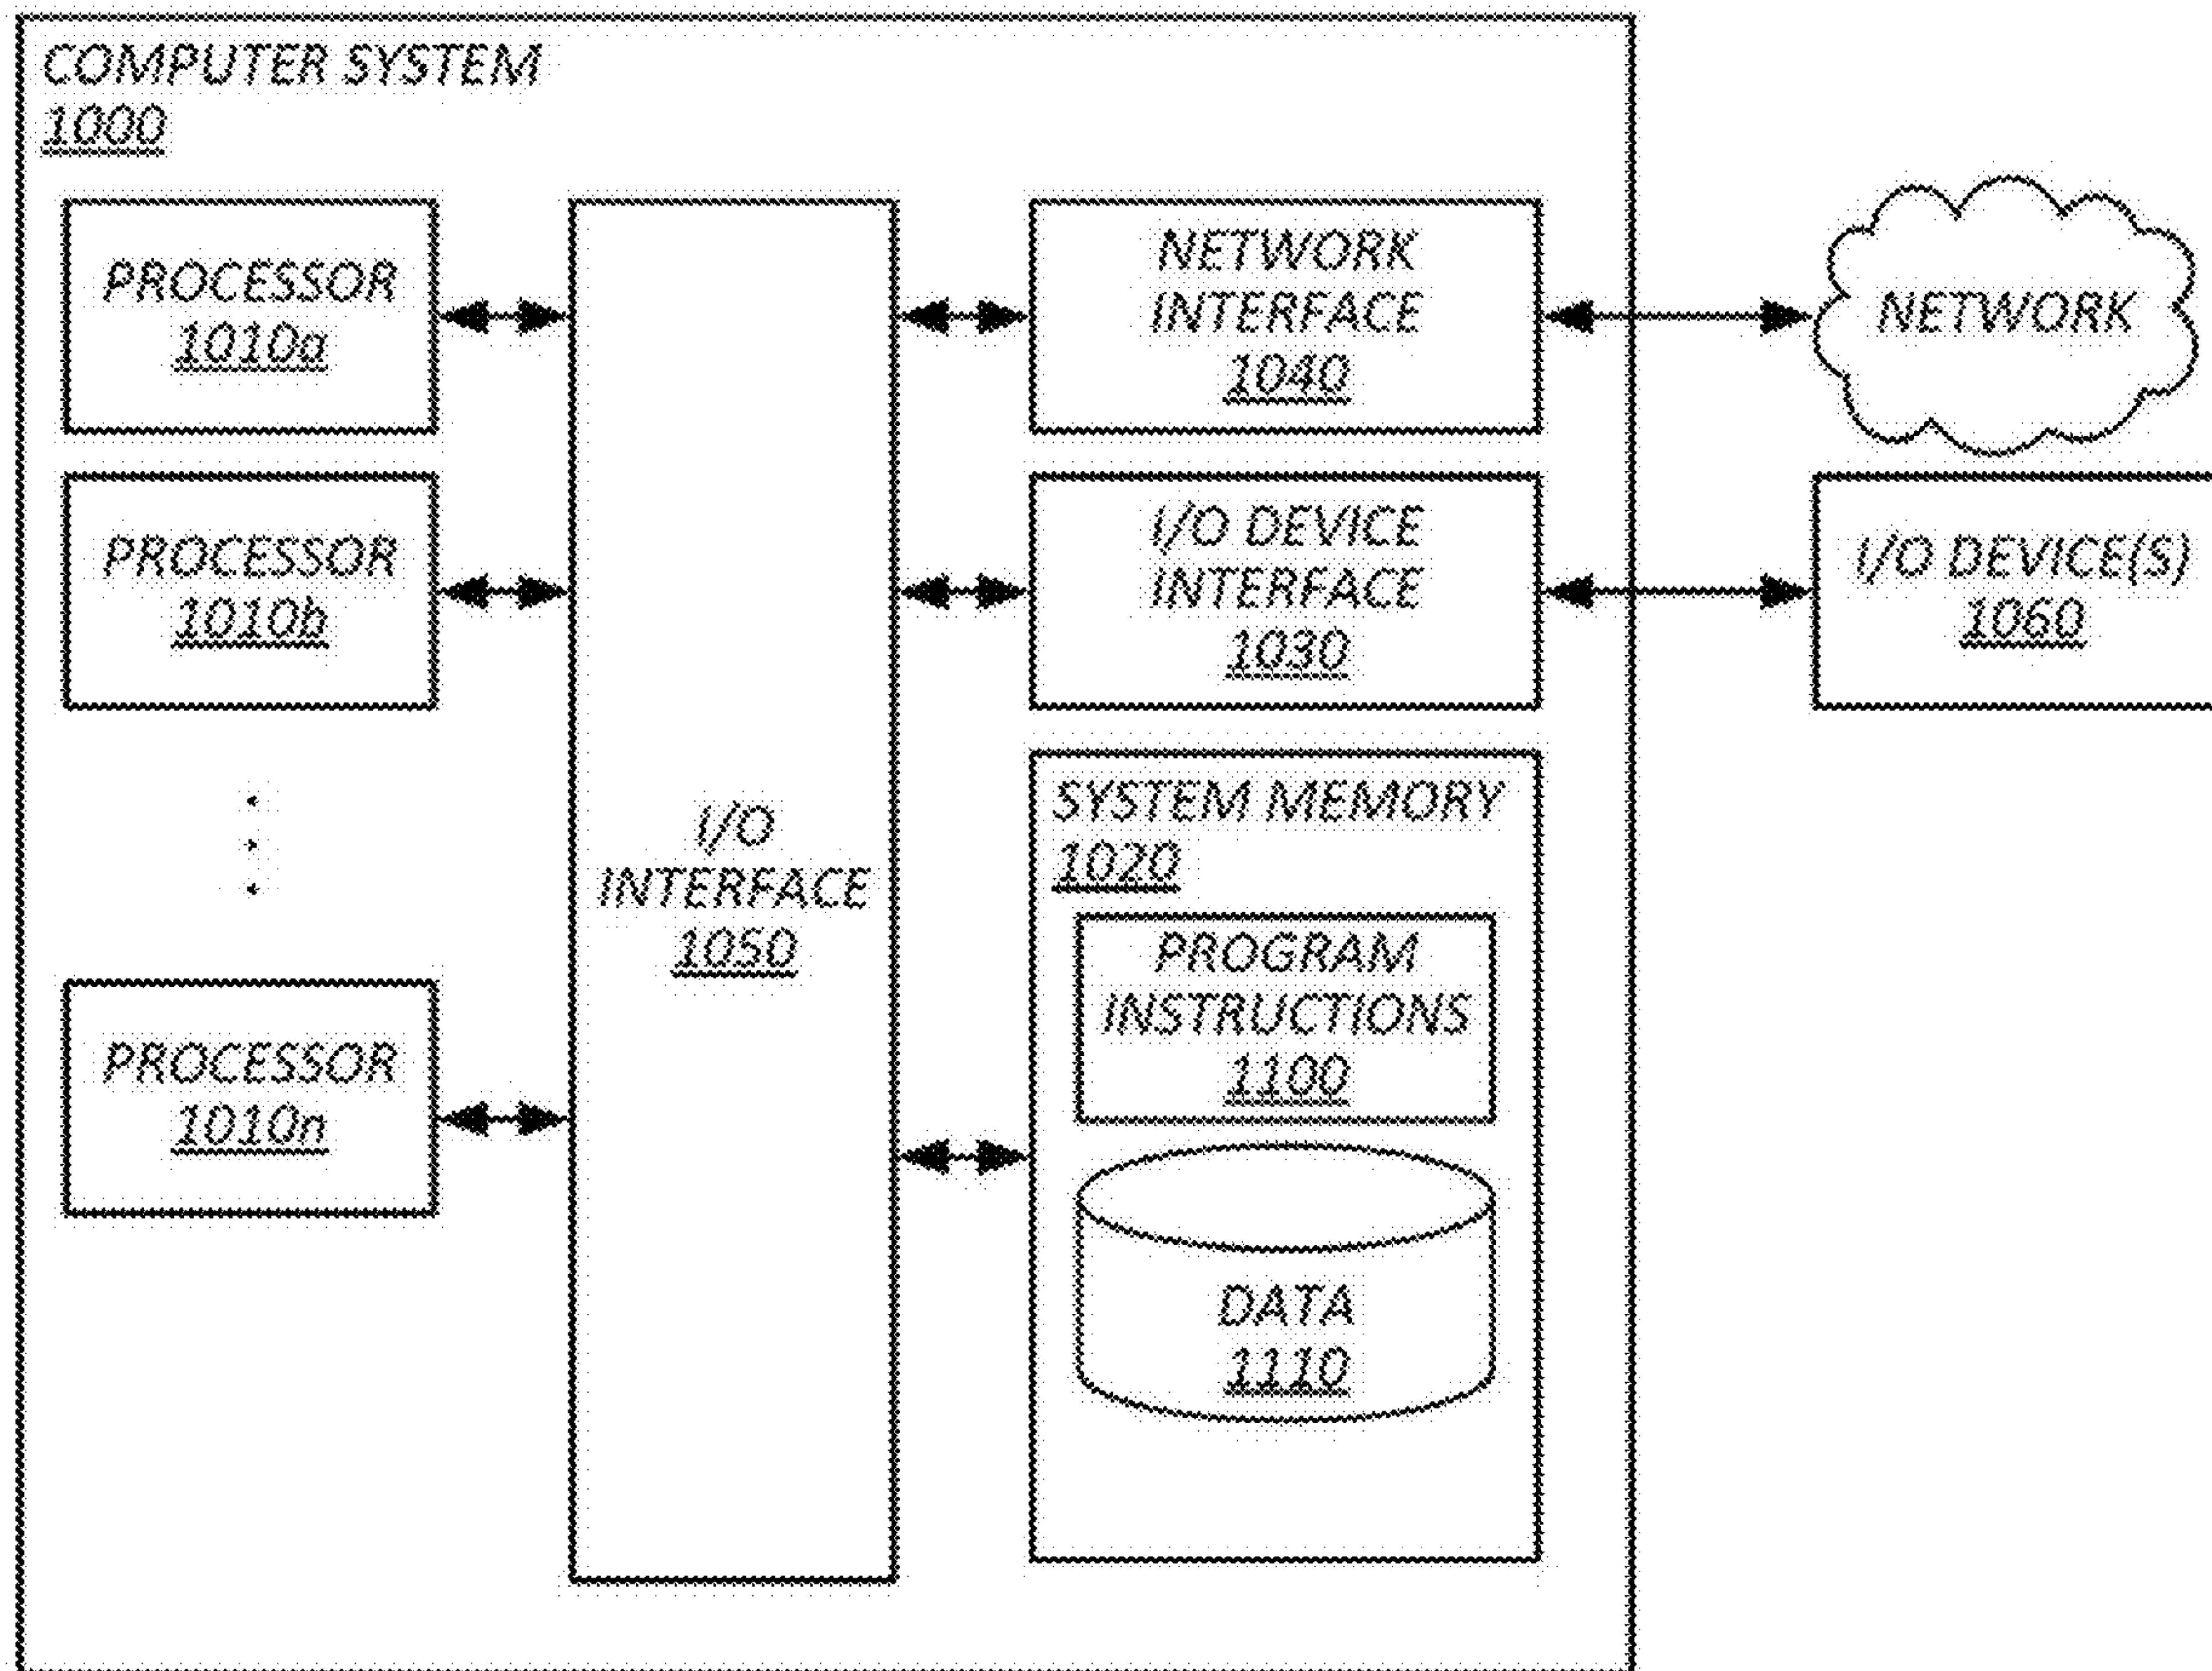 COMPUTER SYSTEM
1000
PROCESSOR
1010a
PROCESSOR
1010b
PROCESSOR
1010n
I/O
INTERFACE
1050
NETWORK
INTERFACE
1040
I/O DEVICE
INTERFACE
1030
SYSTEM MEMORY
1020
PROGRAM
INSTRUCTIONS
1100
DATA
1110
NETWORK
I/O DEVICE(S)
1060